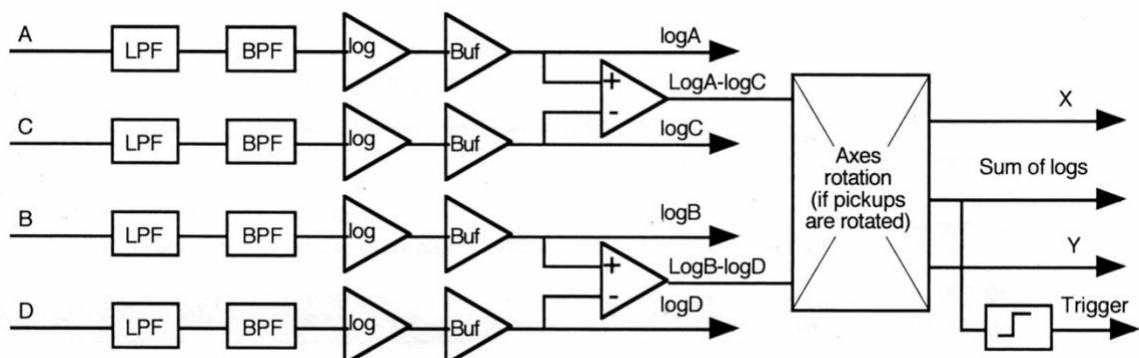 A
LPF
BPF
log
Buf
logA
+
-
LogA-logC
C
LPF
BPF
log
Buf
logC
B
LPF
BPF
log
Buf
logB
+
-
LogB-logD
D
LPF
BPF
log
Buf
logD
Axes
rotation
(if pickups
are rotated)
X
Sum of logs
Y
Trigger